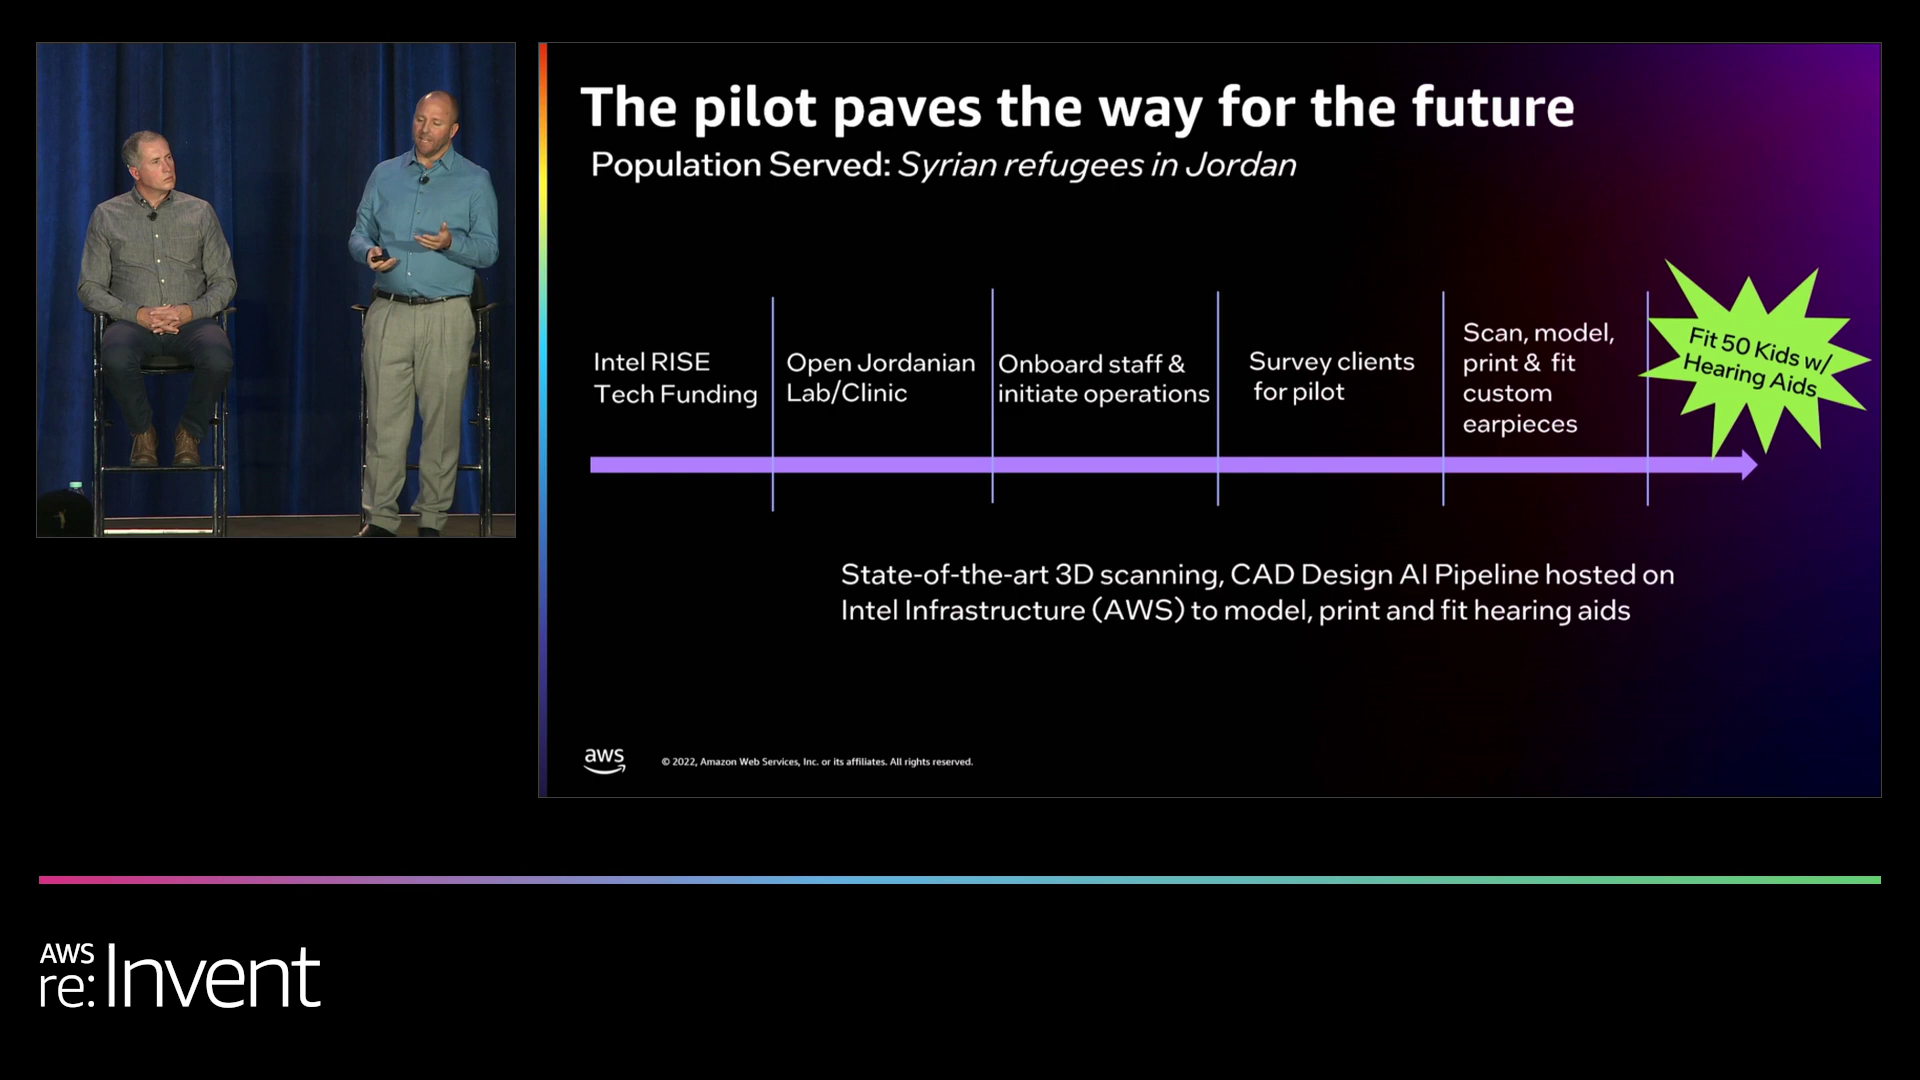 The pilot paves the way for the future
Population Served: Syrian refugees in Jordan
Intel RISE
Tech Funding
Open Jordanian
Lab/Clinic
Onboard staff &
initiate operations
Survey clients
for pilot
Scan, model,
print & fit
custom
earpieces
Fit 50 Kids w/
Hearing Aids
State-of-the-art 3D scanning, CAD Design AI Pipeline hosted on
Intel Infrastructure (AWS) to model, print and fit hearing aids
aws
© 2022, Amazon Web Services, Inc. or its affiliates. All rights reserved.
AWS
re:Invent